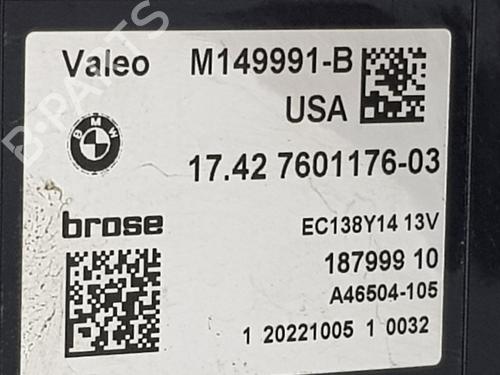 Valeo M149991-B
USA
BMW
17.42 7601176-03
brose
EC138Y14 13V
187999 10
A46504-105
1 20221005 1 0032
B-PARTS